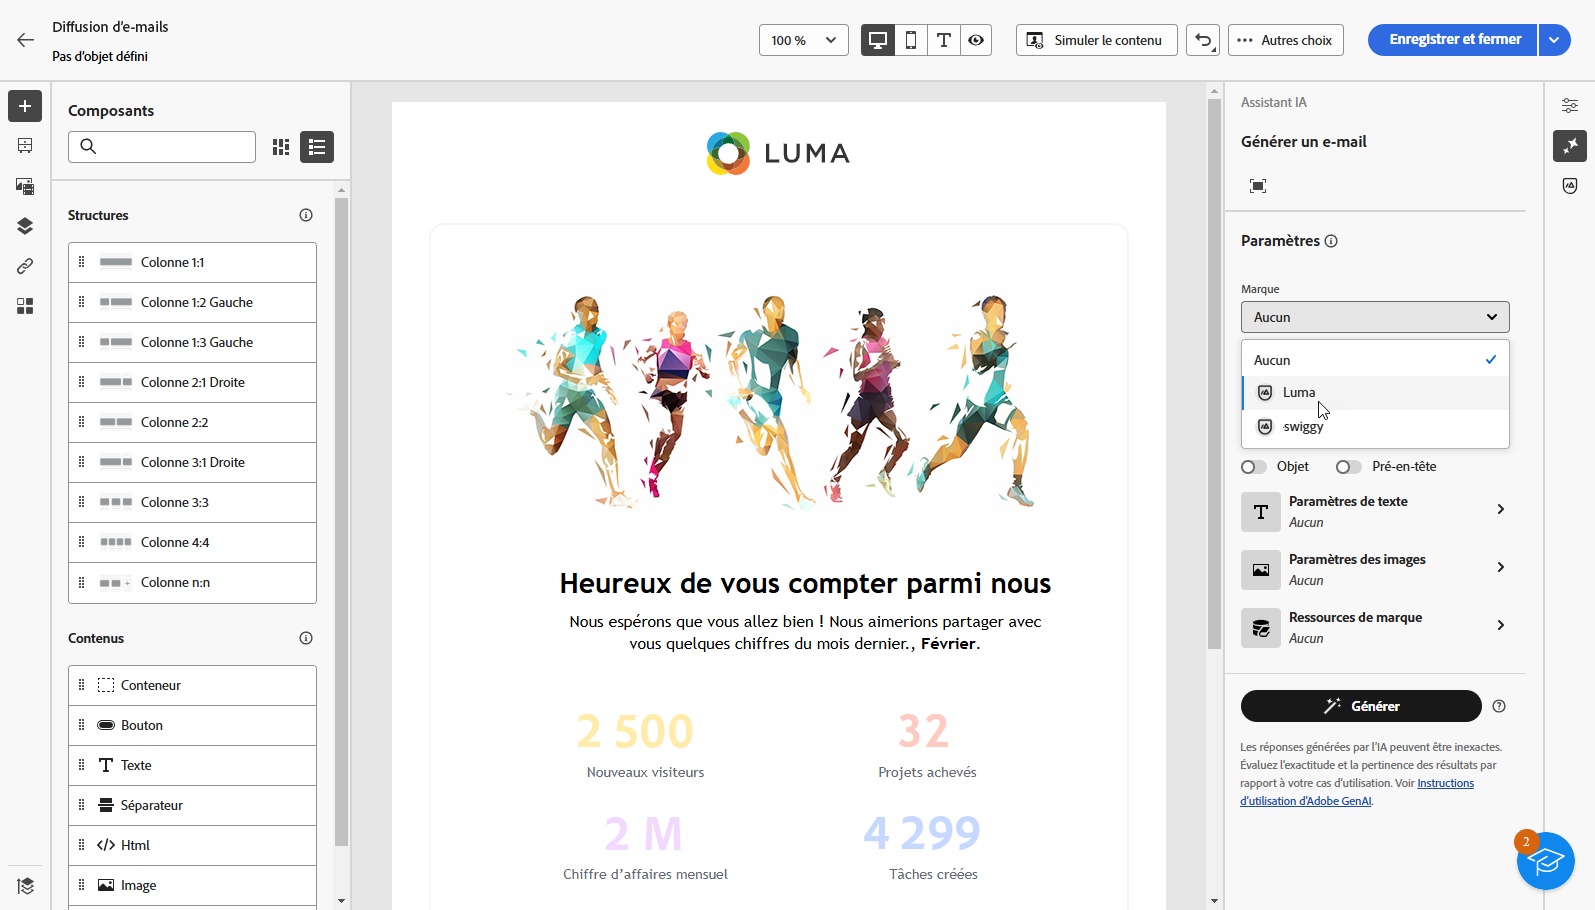 Diffusion d'e-mails
Pas d'objet défini
100 %
Simuler le contenu
Autres choix
Enregistrer et fermer
Composants
Structures
Colonne 1:1
Colonne 1:2 Gauche
Colonne 1:3 Gauche
Colonne 2:1 Droite
Colonne 2:2
Colonne 3:1 Droite
Colonne 3:3
Colonne 4:4
Colonne n:n
Contenus
Conteneur
Bouton
Texte
Séparateur
Html
Image
LUMA
Heureux de vous compter parmi nous
Nous espérons que vous allez bien ! Nous aimerions partager avec
vous quelques chiffres du mois dernier., Février.
2 500
Nouveaux visiteurs
32
Projets achevés
2 M
Chiffre d'affaires mensuel
4 299
Tâches créées
Assistant IA
Générer un e-mail
Paramètres
Marque
Aucun
Aucun
Luma
swiggy
Objet
Pré-en-tête
Paramètres de texte
Aucun
Paramètres des images
Aucun
Ressources de marque
Aucun
Générer
Les réponses générées par l'IA peuvent être inexactes.
Évaluez l'exactitude et la pertinence des résultats par
rapport à votre cas d'utilisation. Voir Instructions
d'utilisation d'Adobe GenAI.
2